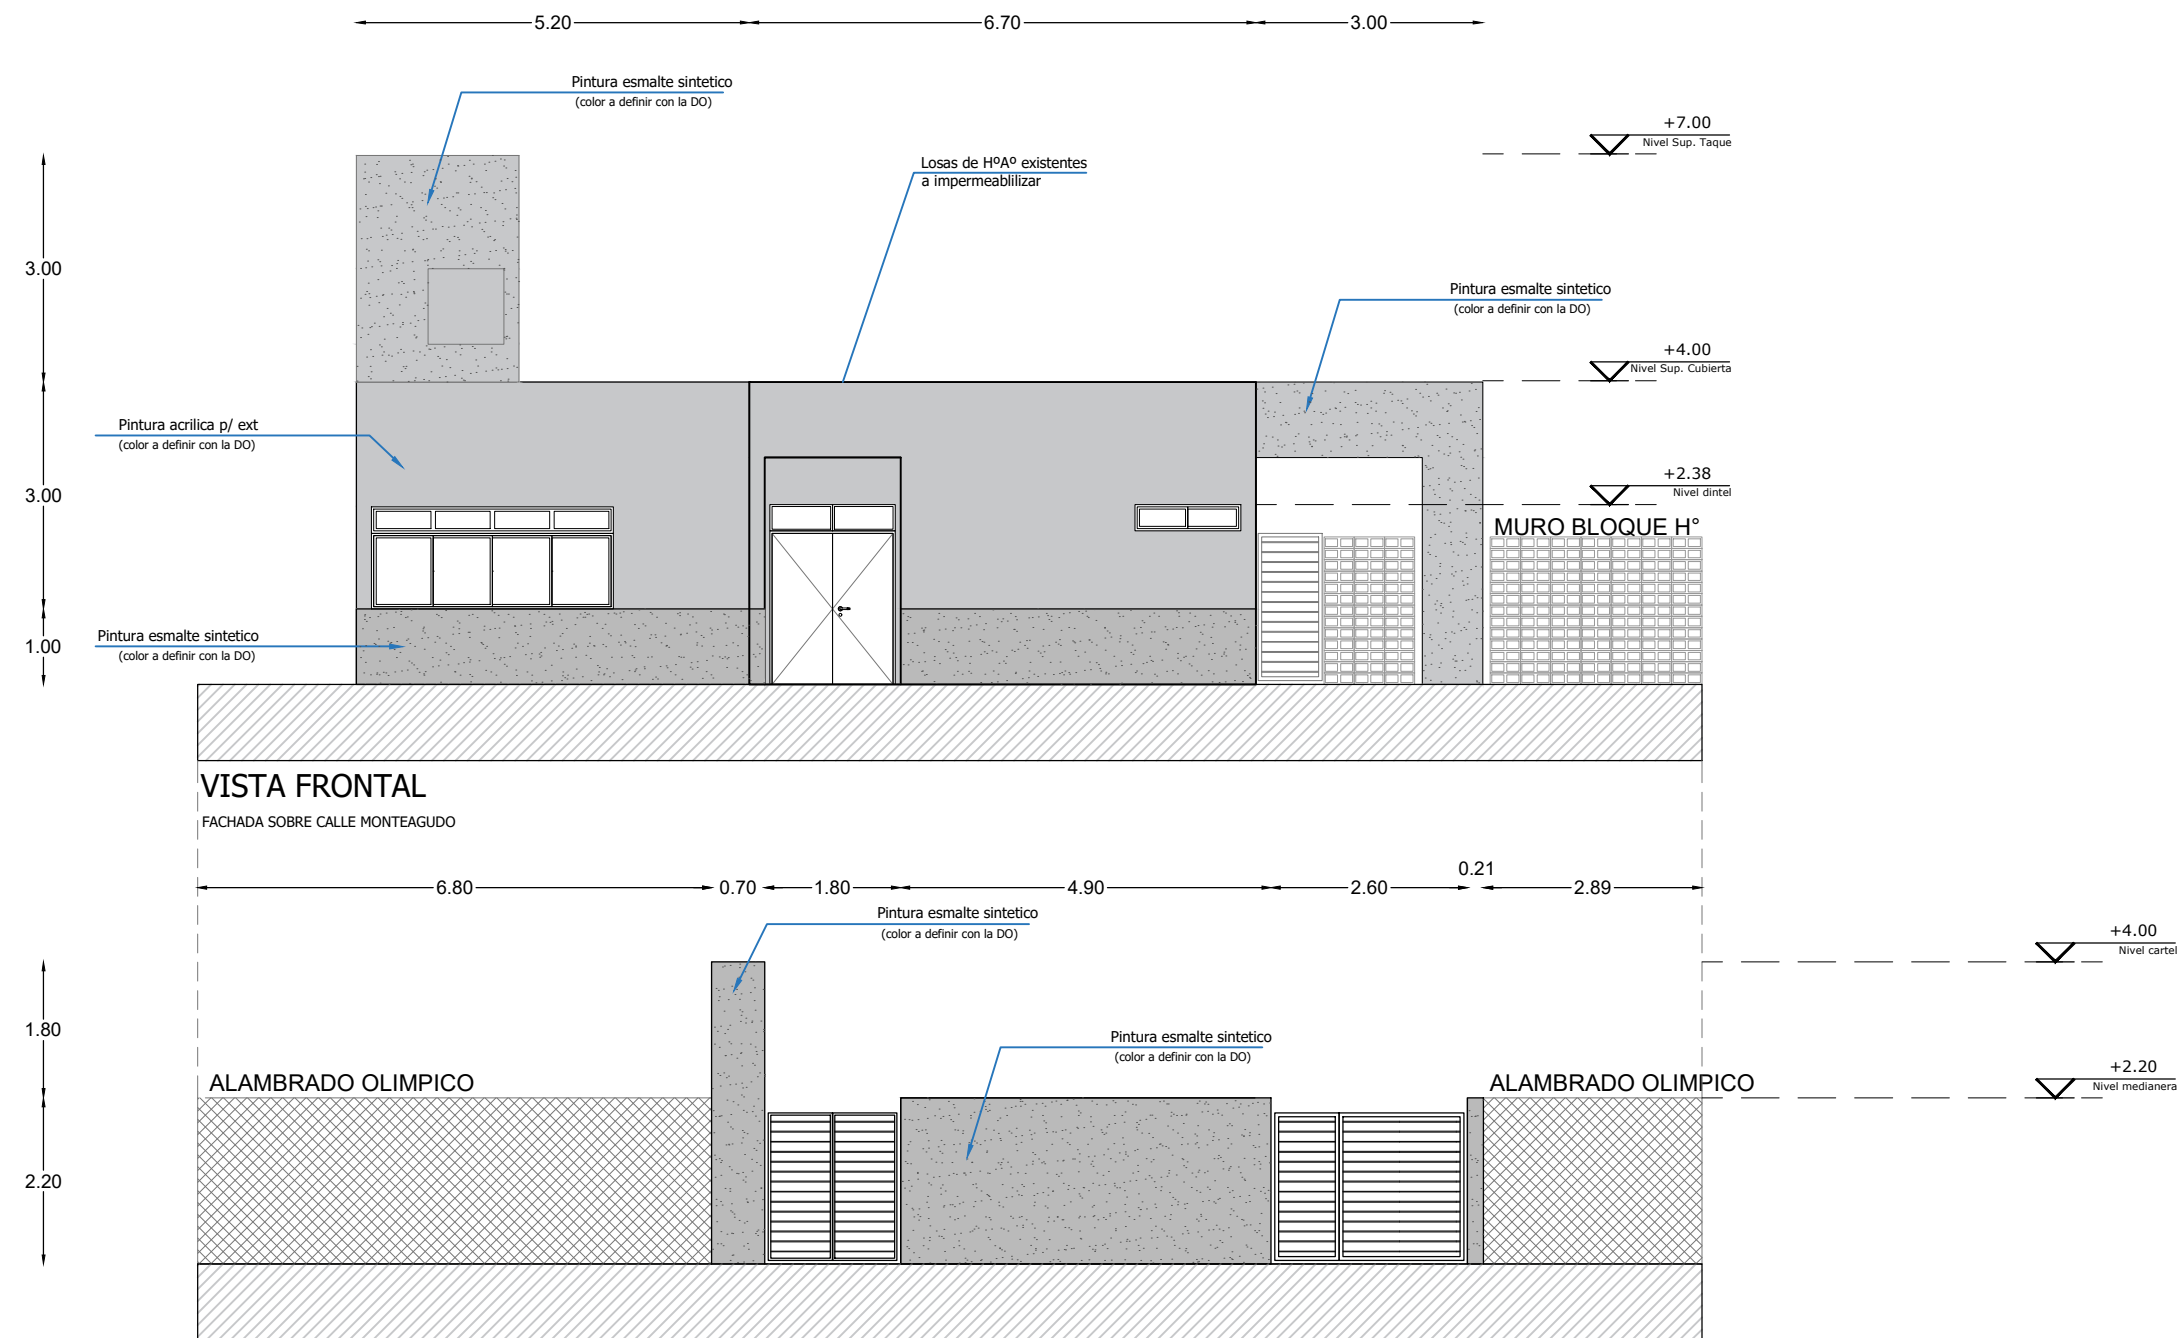 5.20
6.70
3.00
Pintura esmalte sintetico
(color a definir con la DO)
+7.00
Nivel Sup. Taque
Losas de HºAº existentes
a impermeablilizar
3.00
Pintura esmalte sintetico
(color a definir con la DO)
+4.00
Nivel Sup. Cubierta
Pintura acrilica p/ ext
(color a definir con la DO)
+2.38
Nivel dintel
3.00
MURO BLOQUE H°
Pintura esmalte sintetico
(color a definir con la DO)
1.00
VISTA FRONTAL
FACHADA SOBRE CALLE MONTEAGUDO
0.21
6.80
0.70
1.80
4.90
2.60
2.89
Pintura esmalte sintetico
(color a definir con la DO)
+4.00
Nivel cartel
1.80
Pintura esmalte sintetico
(color a definir con la DO)
+2.20
Nivel medianera
ALAMBRADO OLIMPICO
ALAMBRADO OLIMPICO
2.20